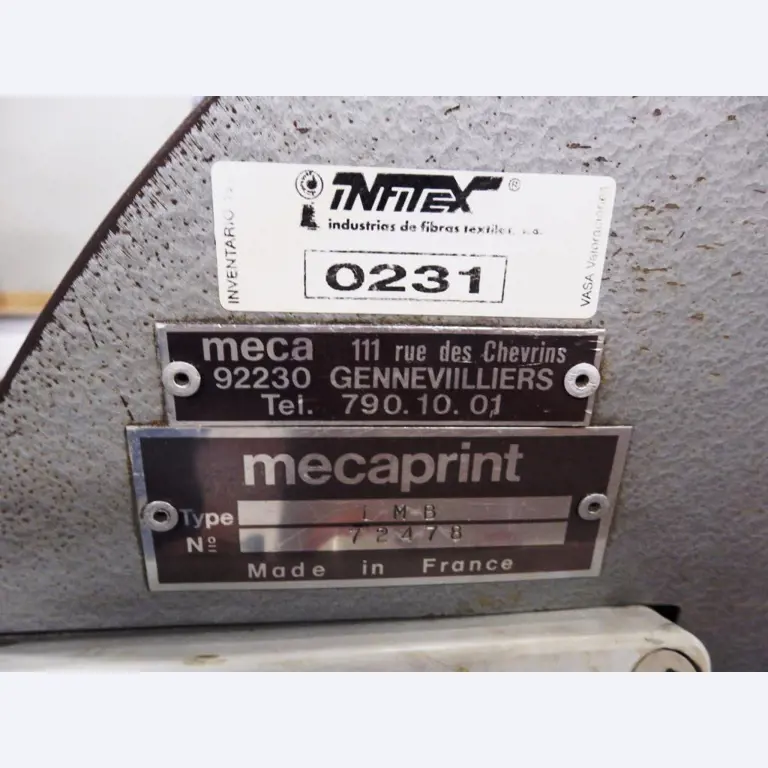 INFITEX ®
industrias de fibras textiles, s.a.
INVENTARIO
0231
VASA
meca 111 rue des Chevrins
92230 GENNEVIILLIERS
Tel. 790.10.01
mecaprint
Type
M B
Nº 72478
Made in France